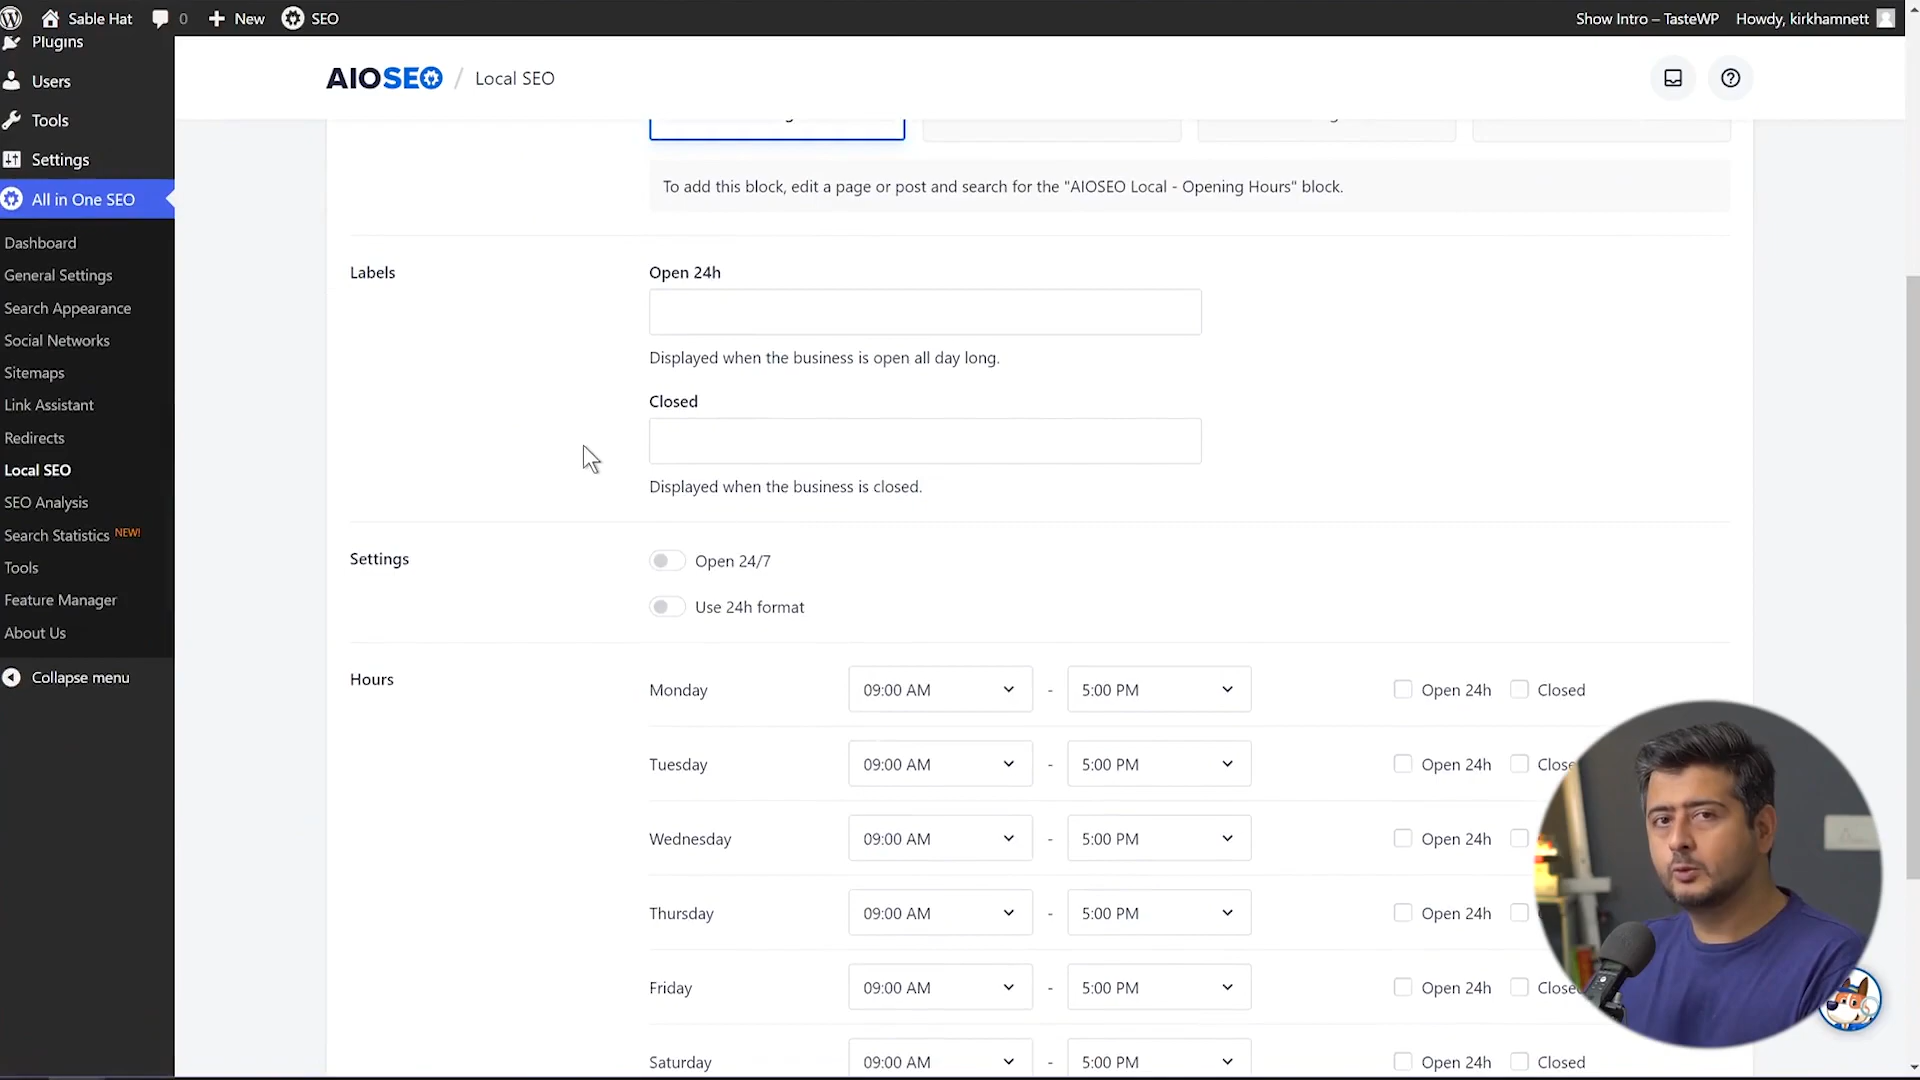 Sable Hat 0 New SEO Show Intro – TasteWP Howdy, kirkhamnett
Plugins
Users
Tools
Settings
All in One SEO
Dashboard
General Settings
Search Appearance
Social Networks
Sitemaps
Link Assistant
Redirects
Local SEO
SEO Analysis
Search Statistics NEW!
Tools
Feature Manager
About Us
Collapse menu
AIOSEO / Local SEO
To add this block, edit a page or post and search for the "AIOSEO Local - Opening Hours" block.
Labels
Open 24h
Displayed when the business is open all day long.
Closed
Displayed when the business is closed.
Settings
Open 24/7
Use 24h format
Hours
Monday 09:00 AM - 5:00 PM Open 24h Closed
Tuesday 09:00 AM - 5:00 PM Open 24h Close
Wednesday 09:00 AM - 5:00 PM Open 24h
Thursday 09:00 AM - 5:00 PM Open 24h
Friday 09:00 AM - 5:00 PM Open 24h Close
Saturday 09:00 AM - 5:00 PM Open 24h Closed